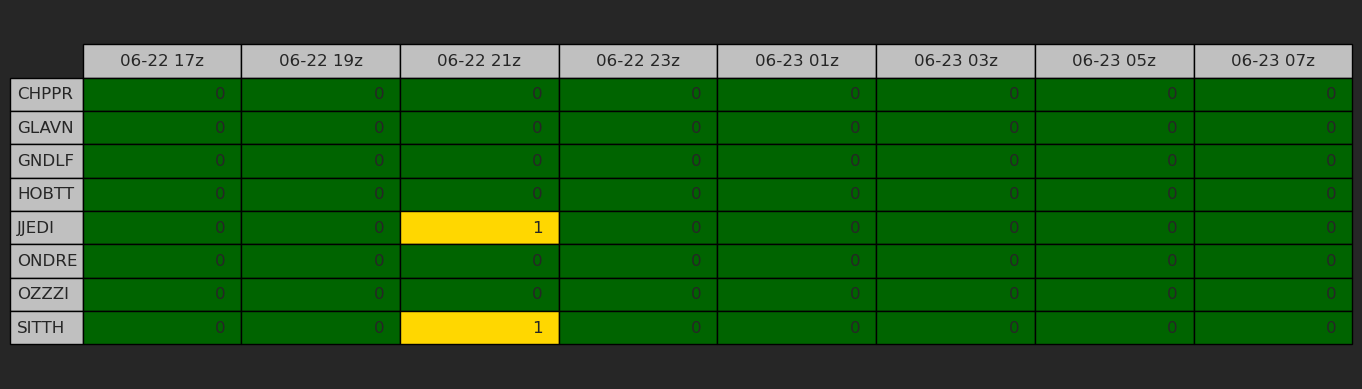 06-22 17z 06-22 19z 06-22 21z 06-22 23z 06-23 01z 06-23 03z 06-23 05z 06-23 07z
CHPPR 0 0 0 0 0 0 0 0
GLAVN 0 0 0 0 0 0 0 0
GNDLF 0 0 0 0 0 0 0 0
HOBTT 0 0 0 0 0 0 0 0
JJEDI 0 0 1 0 0 0 0 0
ONDRE 0 0 0 0 0 0 0 0
OZZZI 0 0 0 0 0 0 0 0
SITTH 0 0 1 0 0 0 0 0